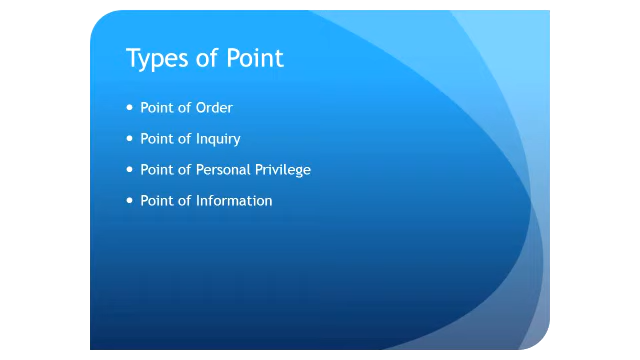 Types of Point
• Point of Order
• Point of Inquiry
• Point of Personal Privilege
• Point of Information